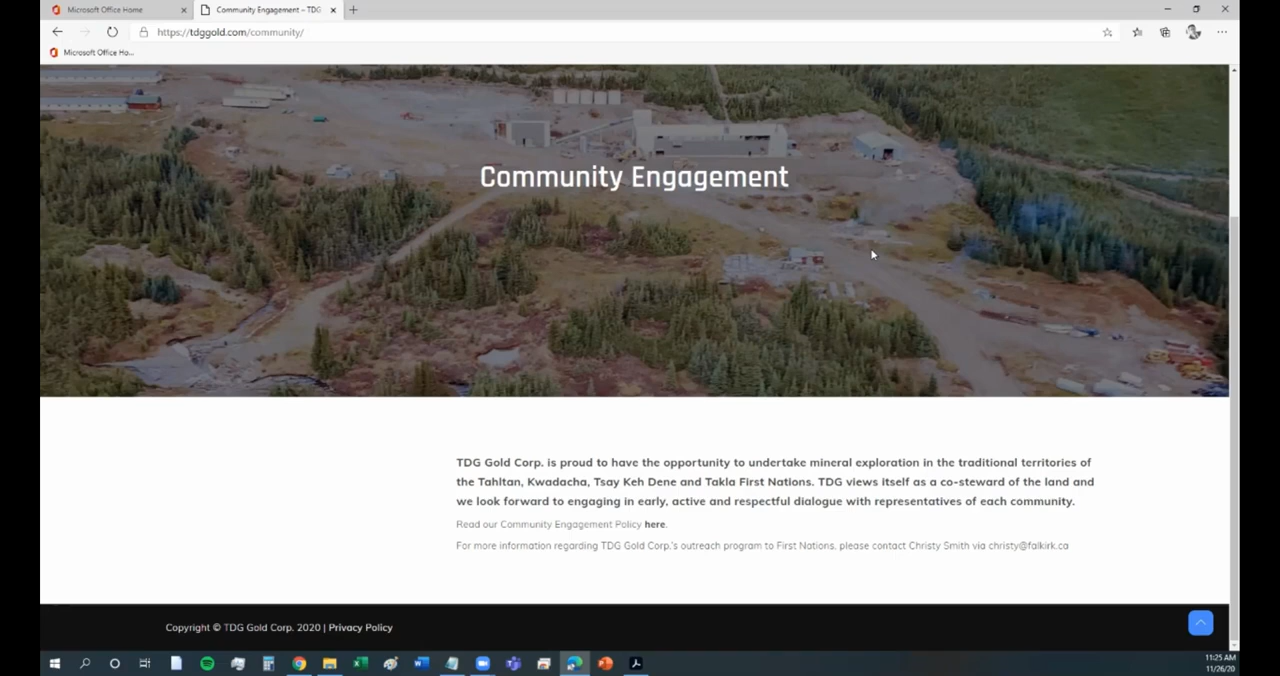 Microsoft Office Home
Community Engagement – TDG
https://tdggold.com/community/
Microsoft Office Ho...
Community Engagement
TDG Gold Corp. is proud to have the opportunity to undertake mineral exploration in the traditional territories of
the Tahltan, Kwadacha, Tsay Keh Dene and Takla First Nations. TDG views itself as a co-steward of the land and
we look forward to engaging in early, active and respectful dialogue with representatives of each community.
Read our Community Engagement Policy here.
For more information regarding TDG Gold Corp.'s outreach program to First Nations, please contact Christy Smith via christy@falkirk.ca
Copyright © TDG Gold Corp. 2020 | Privacy Policy
11:25 AM
11/26/20